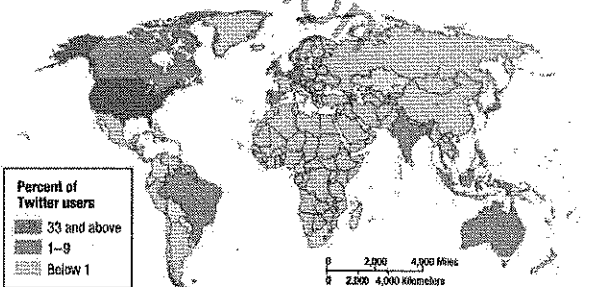 Percent of
Twitter users
33 and above
1–9
Below 1
0 2,000 4,000 Miles
0 2,000 4,000 Kilometers